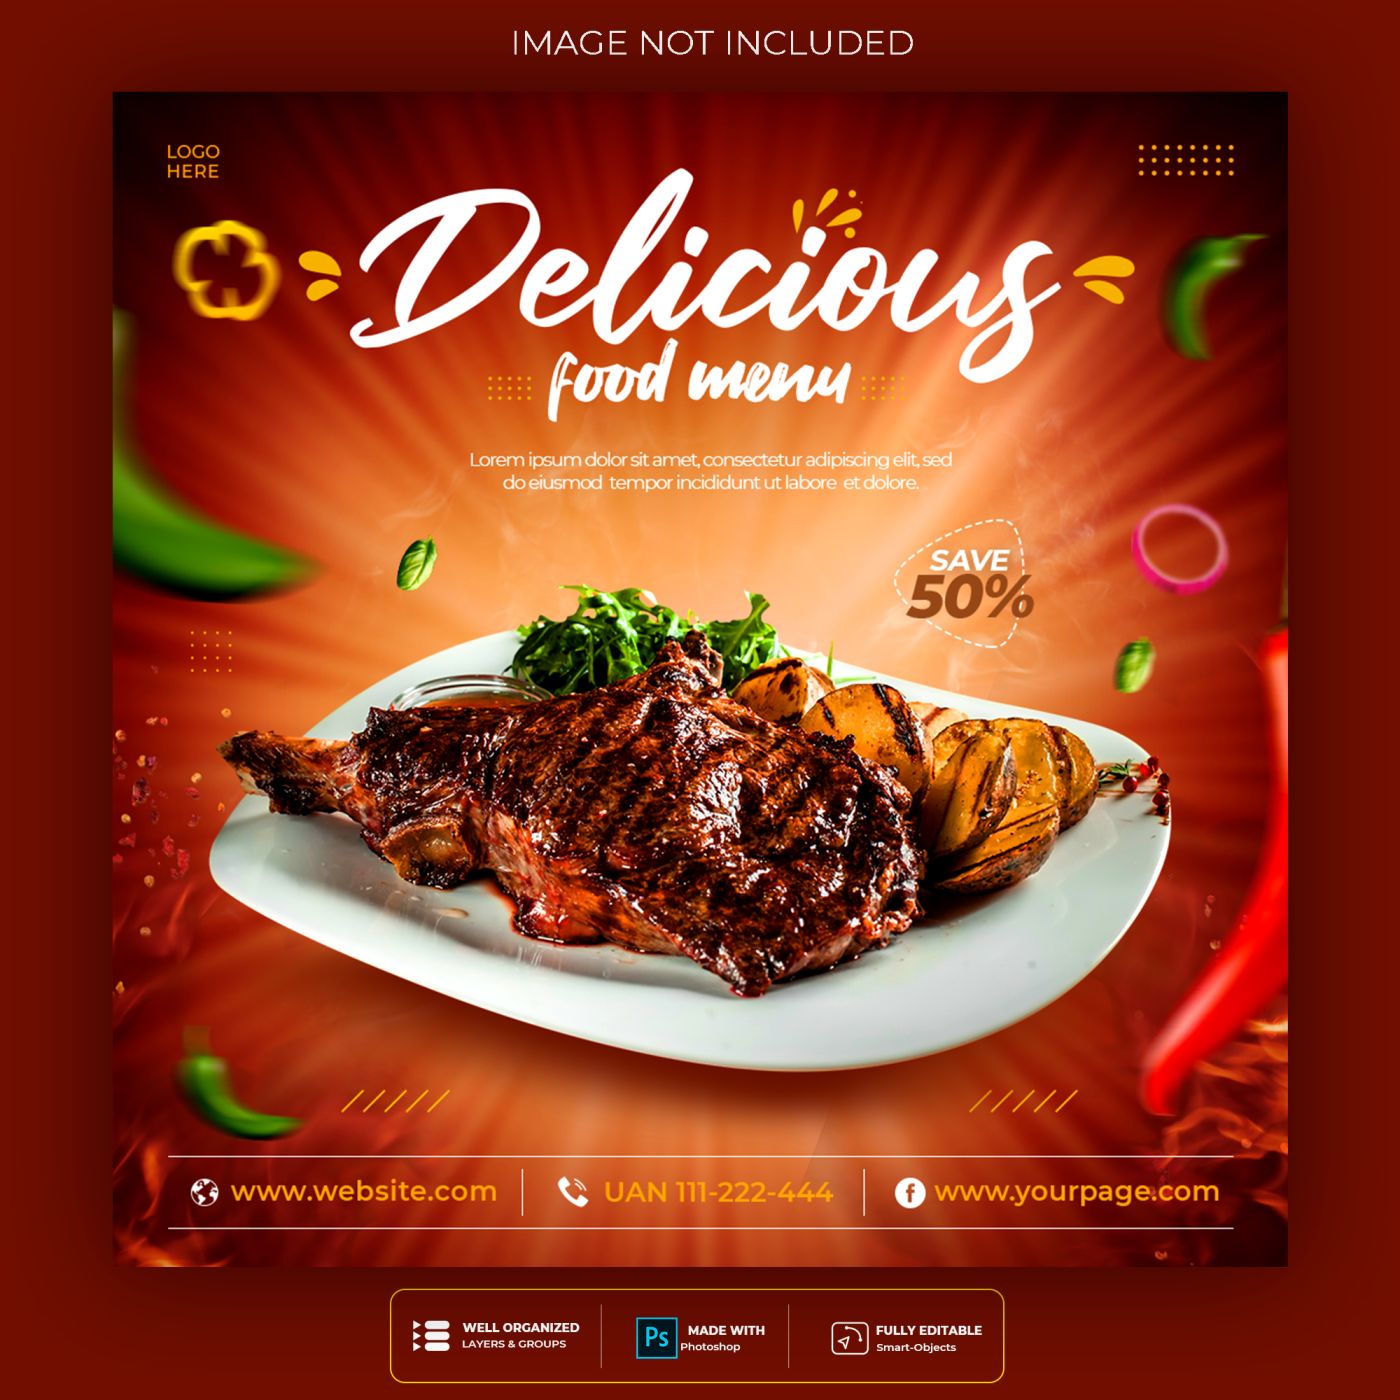 IMAGE NOT INCLUDED
LOGO
HERE
Delicious
food menu
Lorem ipsum dolor sit amet, consectetur adipiscing elit, sed
do eiusmod tempor incididunt ut labore et dolore.
SAVE
50%
www.website.com
UAN 111-222-444
www.yourpage.com
WELL ORGANIZED
LAYERS & GROUPS
Ps
MADE WITH
Photoshop
FULLY EDITABLE
Smart-Objects